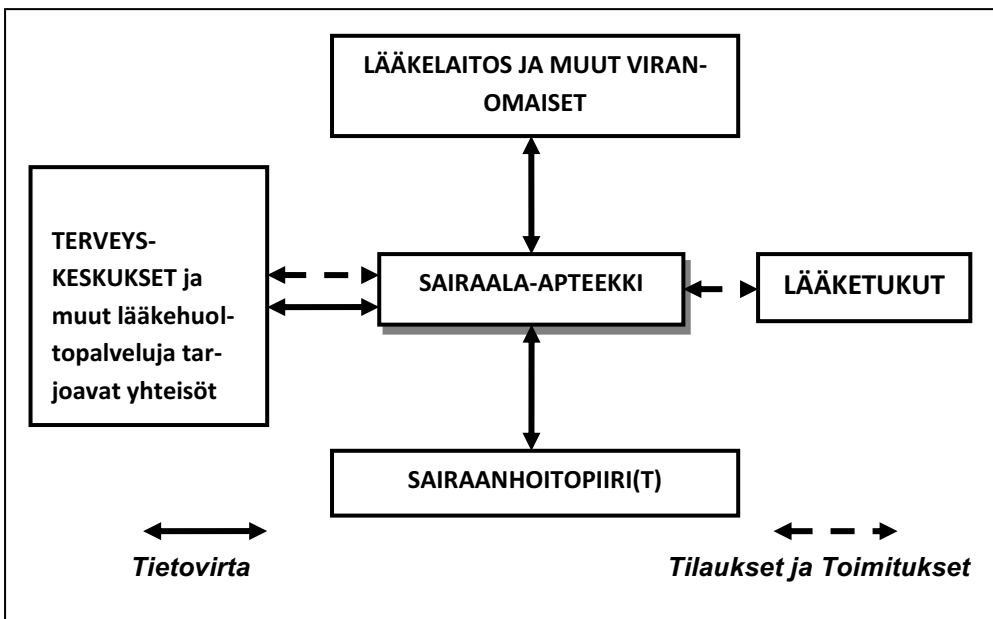 LÄÄKELAITOS JA MUUT VIRAN-
OMAISET
TERVEYS-
KESKUKSET ja
muut lääkehuol-
topalveluja tar-
joavat yhteisöt
SAIRAALA-APTEEKKI
LÄÄKETUKUT
SAIRAANHOITOPIIRI(T)
Tietovirta
Tilaukset ja Toimitukset